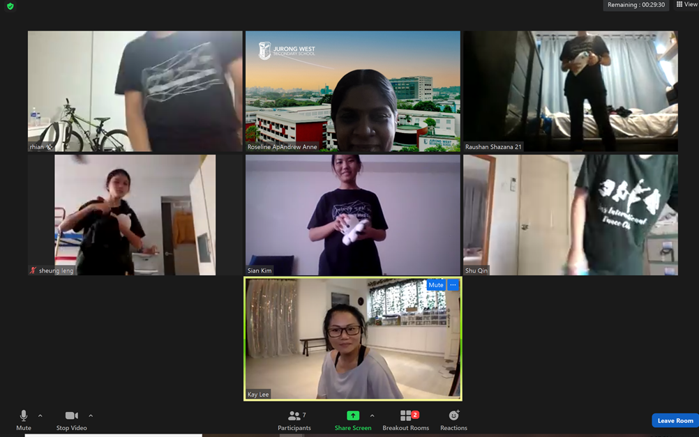 Remaining : 00:29:30
View
JURONG WEST
SECONDARY SCHOOL
rhian
Roseline ApAndrew Anne
Raushan Shazana 21
sheung leng
Sian Kim
Shu Qin
International
Mute
Kay Lee
Mute
Stop Video
Participants
7
Share Screen
Breakout Rooms
2
Reactions
Leave Room